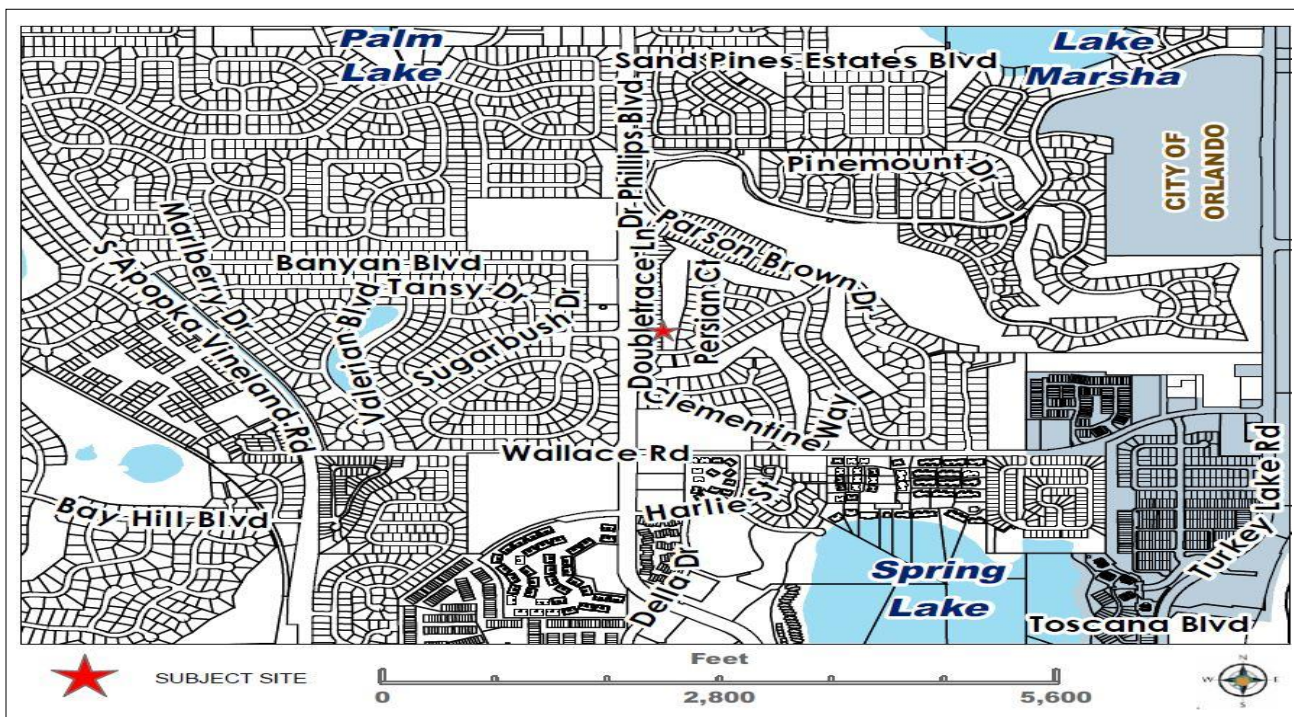 Palm
Lake
Sand Pines Estates Blvd
Lake
Marsha
Dr Phillips Blvd
Pinemount Dr
CITY OF
ORLANDO
Marlberry Dr
S Apopka Vineland Rd
Banyan Blvd
Tansy Dr
Valerian Blvd
Sugarbush Dr
Doubletrace Ln
Parson Brown Dr
Persian Ct
Clementine Way
Wallace Rd
Bay Hill Blvd
Harlie St
Della Dr
Turkey Lake Rd
Spring
Lake
Toscana Blvd
SUBJECT SITE
Feet
0 2,800 5,600
N
W E
S